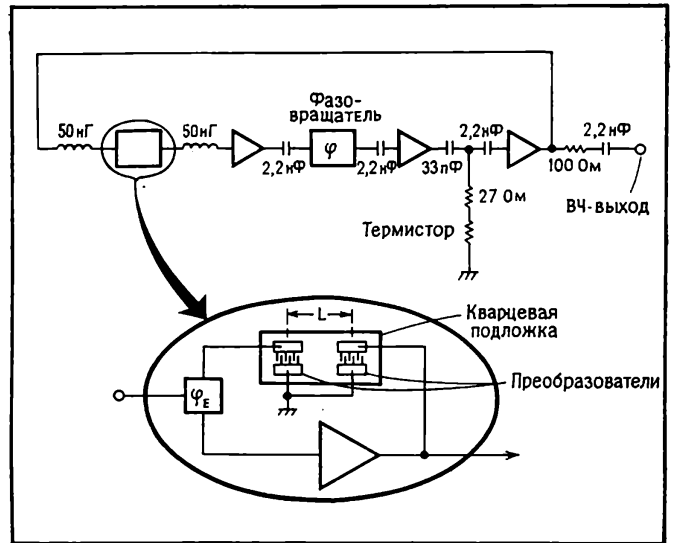 Фазо-
вращатель
50 нГ
50 нГ
φ
2,2 нФ
2,2 нФ
33 пФ
2,2 нФ
100 Ом
2,2 нФ
27 Ом
ВЧ-выход
Термистор
L
Кварцевая
подложка
Преобразователи
φE